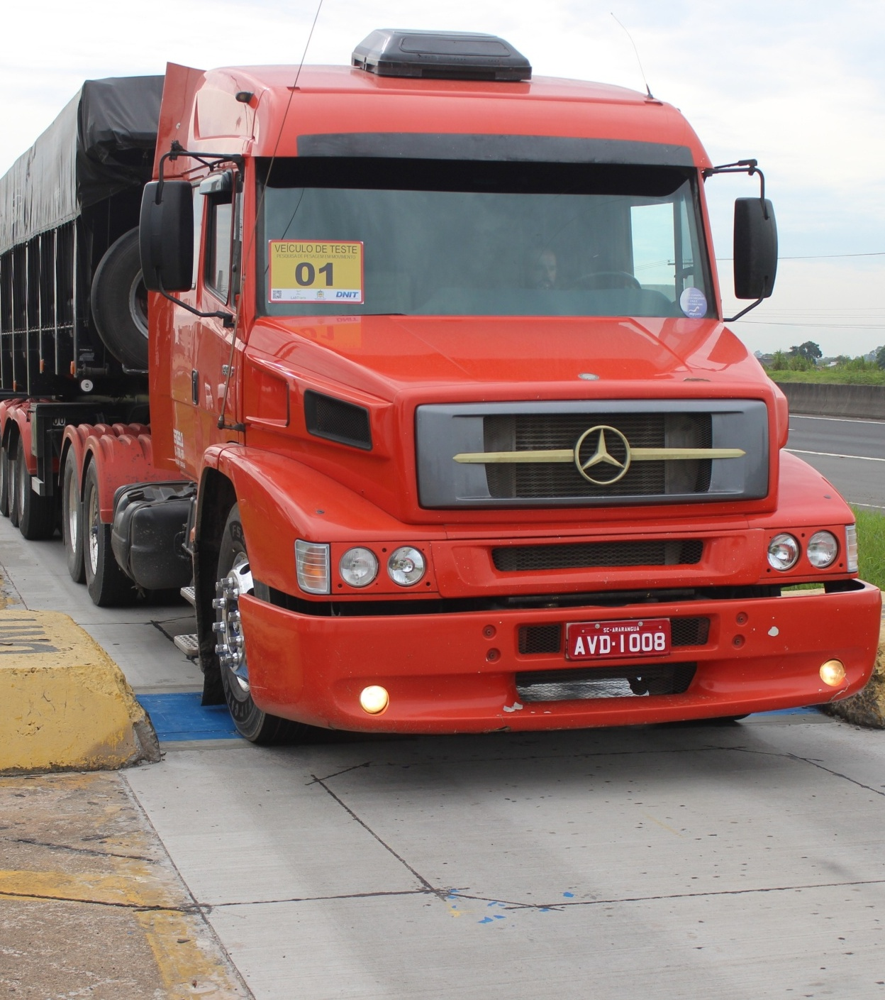 VEÍCULO DE TESTE
PESQUISA DE PESAGEM EM MOVIMENTO
01
DNIT
SC-ARARANGUA
AVD·1008